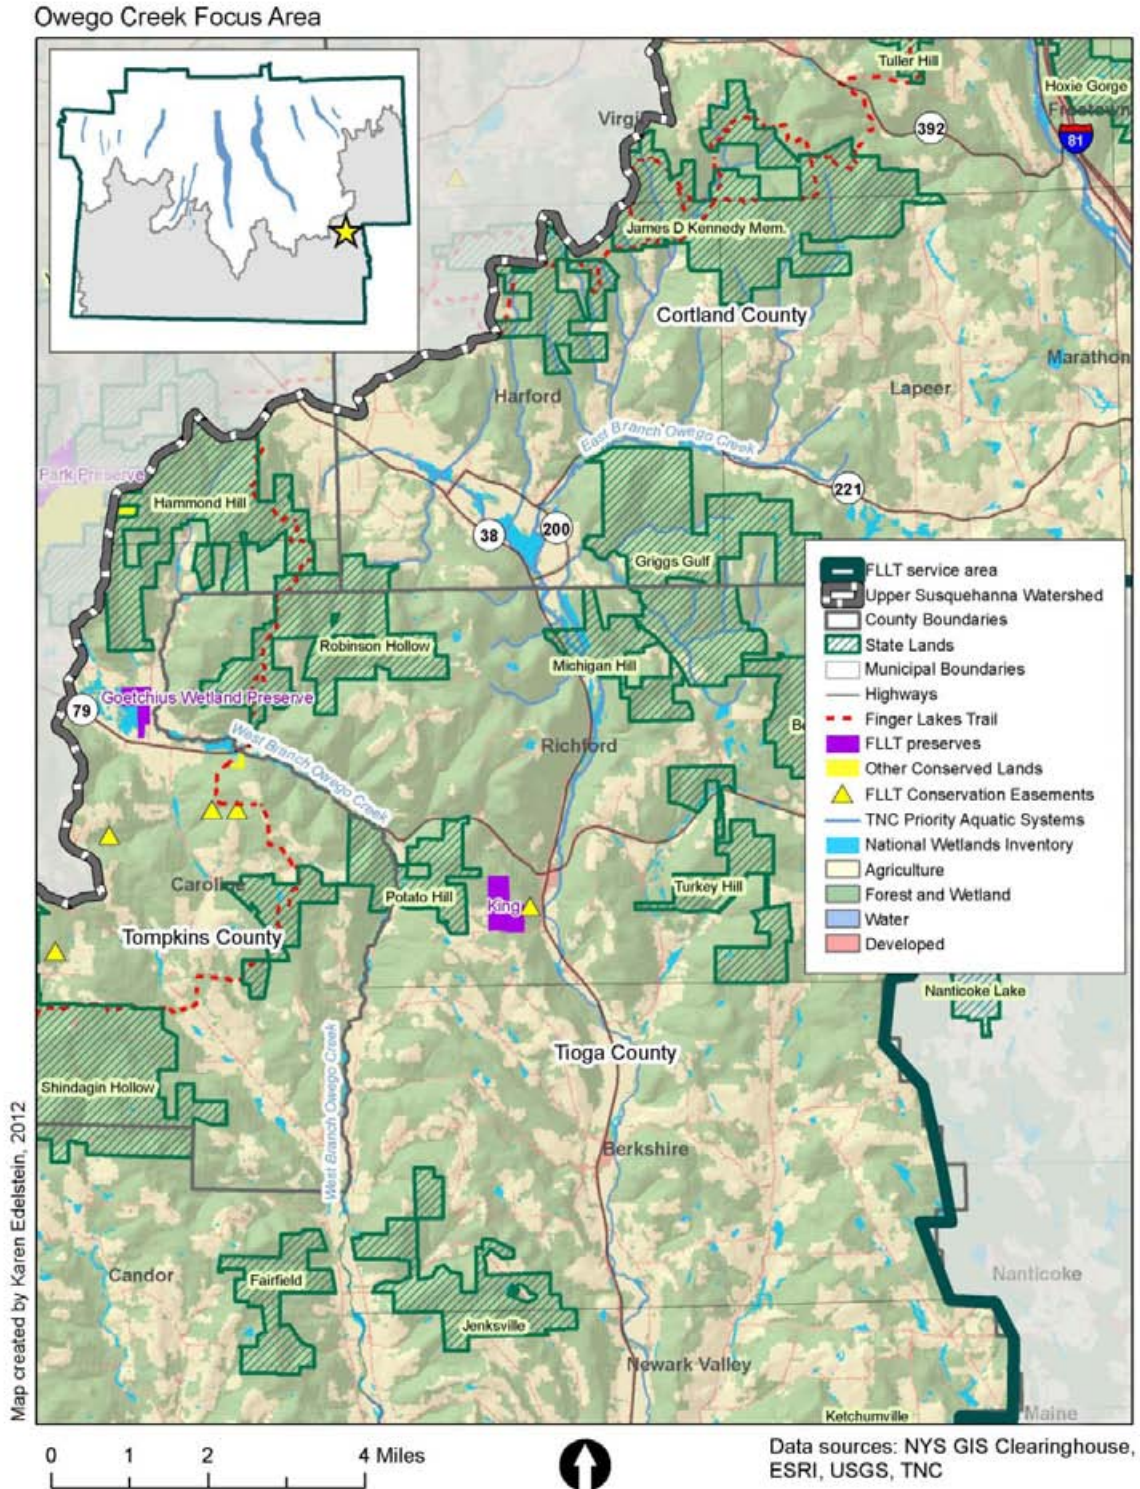 Owego Creek Focus Area
Tuller Hill
Hoxie Gorge
Freetown
Virgil
392
81
James D Kennedy Mem.
Cortland County
Marathon
Lapeer
Harford
East Branch Owego Creek
Park Preserve
Hammond Hill
221
38
200
Griggs Gulf
FLLT service area
Upper Susquehanna Watershed
County Boundaries
State Lands
Municipal Boundaries
Highways
Finger Lakes Trail
FLLT preserves
Other Conserved Lands
FLLT Conservation Easements
TNC Priority Aquatic Systems
National Wetlands Inventory
Agriculture
Forest and Wetland
Water
Developed
Robinson Hollow
Michigan Hill
Goetchius Wetland Preserve
79
Be
West Branch Owego Creek
Richford
Caroline
Potato Hill
King
Turkey Hill
Tompkins County
Nanticoke Lake
Tioga County
Shindagin Hollow
West Branch Owego Creek
Berkshire
Candor
Fairfield
Nanticoke
Jenksville
Newark Valley
Ketchumville
Maine
Map created by Karen Edelstein, 2012
0 1 2 4 Miles
Data sources: NYS GIS Clearinghouse,
ESRI, USGS, TNC